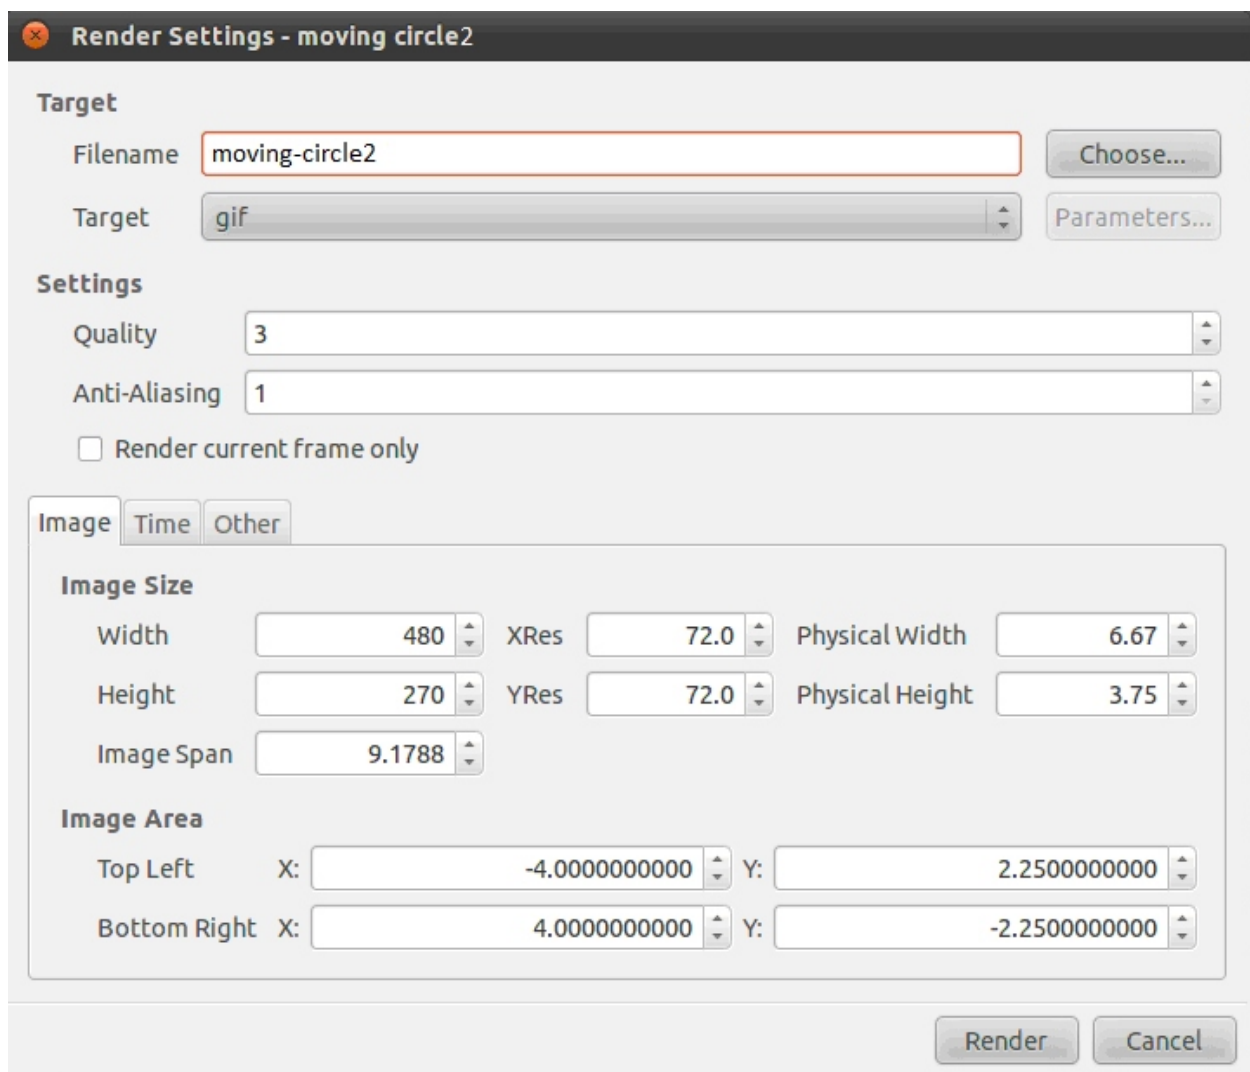 Render Settings - moving circle2
Target
Filename moving-circle2 Choose...
Target gif Parameters...
Settings
Quality 3
Anti-Aliasing 1
Render current frame only
Image Time Other
Image Size
Width 480 XRes 72.0 Physical Width 6.67
Height 270 YRes 72.0 Physical Height 3.75
Image Span 9.1788
Image Area
Top Left X: -4.0000000000 Y: 2.2500000000
Bottom Right X: 4.0000000000 Y: -2.2500000000
Render Cancel